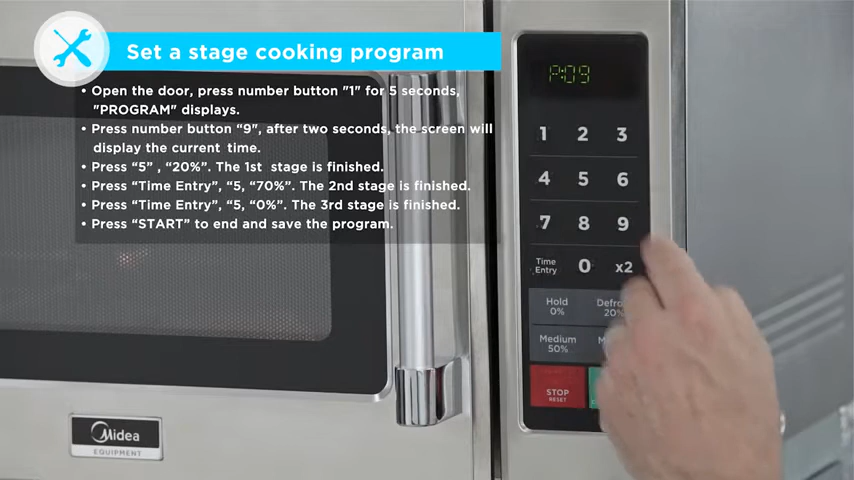 Set a stage cooking program
• Open the door, press number button "1" for 5 seconds,
"PROGRAM" displays.
• Press number button “9”, after two seconds, the screen will
display the current time.
• Press “5” , “20%”. The 1st stage is finished.
• Press “Time Entry”, “5, “70%”. The 2nd stage is finished.
• Press “Time Entry”, “5, “0%”. The 3rd stage is finished.
• Press “START” to end and save the program.
P:09
1 2 3
4 5 6
7 8 9
Time
Entry
0 x2
Hold
0%
20%
Medium
50%
STOP
RESET
Midea
EQUIPMENT